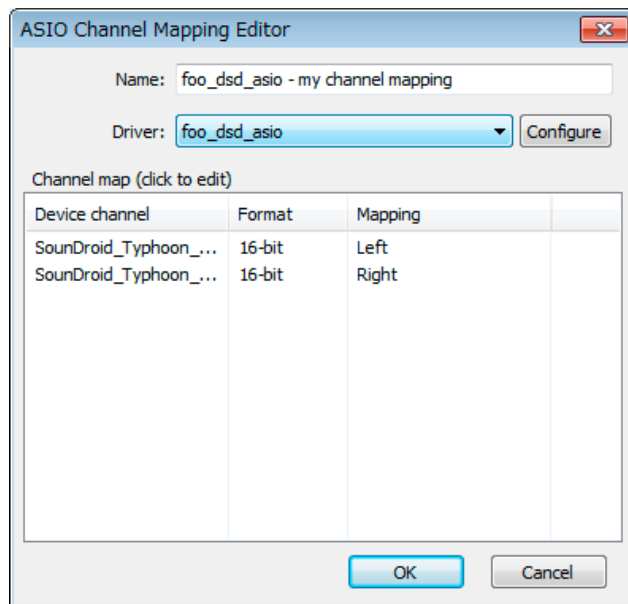 ASIO Channel Mapping Editor
Name: foo_dsd_asio - my channel mapping
Driver: foo_dsd_asio Configure
Channel map (click to edit)
Device channel Format Mapping
SounDroid_Typhoon_... 16-bit Left
SounDroid_Typhoon_... 16-bit Right
OK Cancel